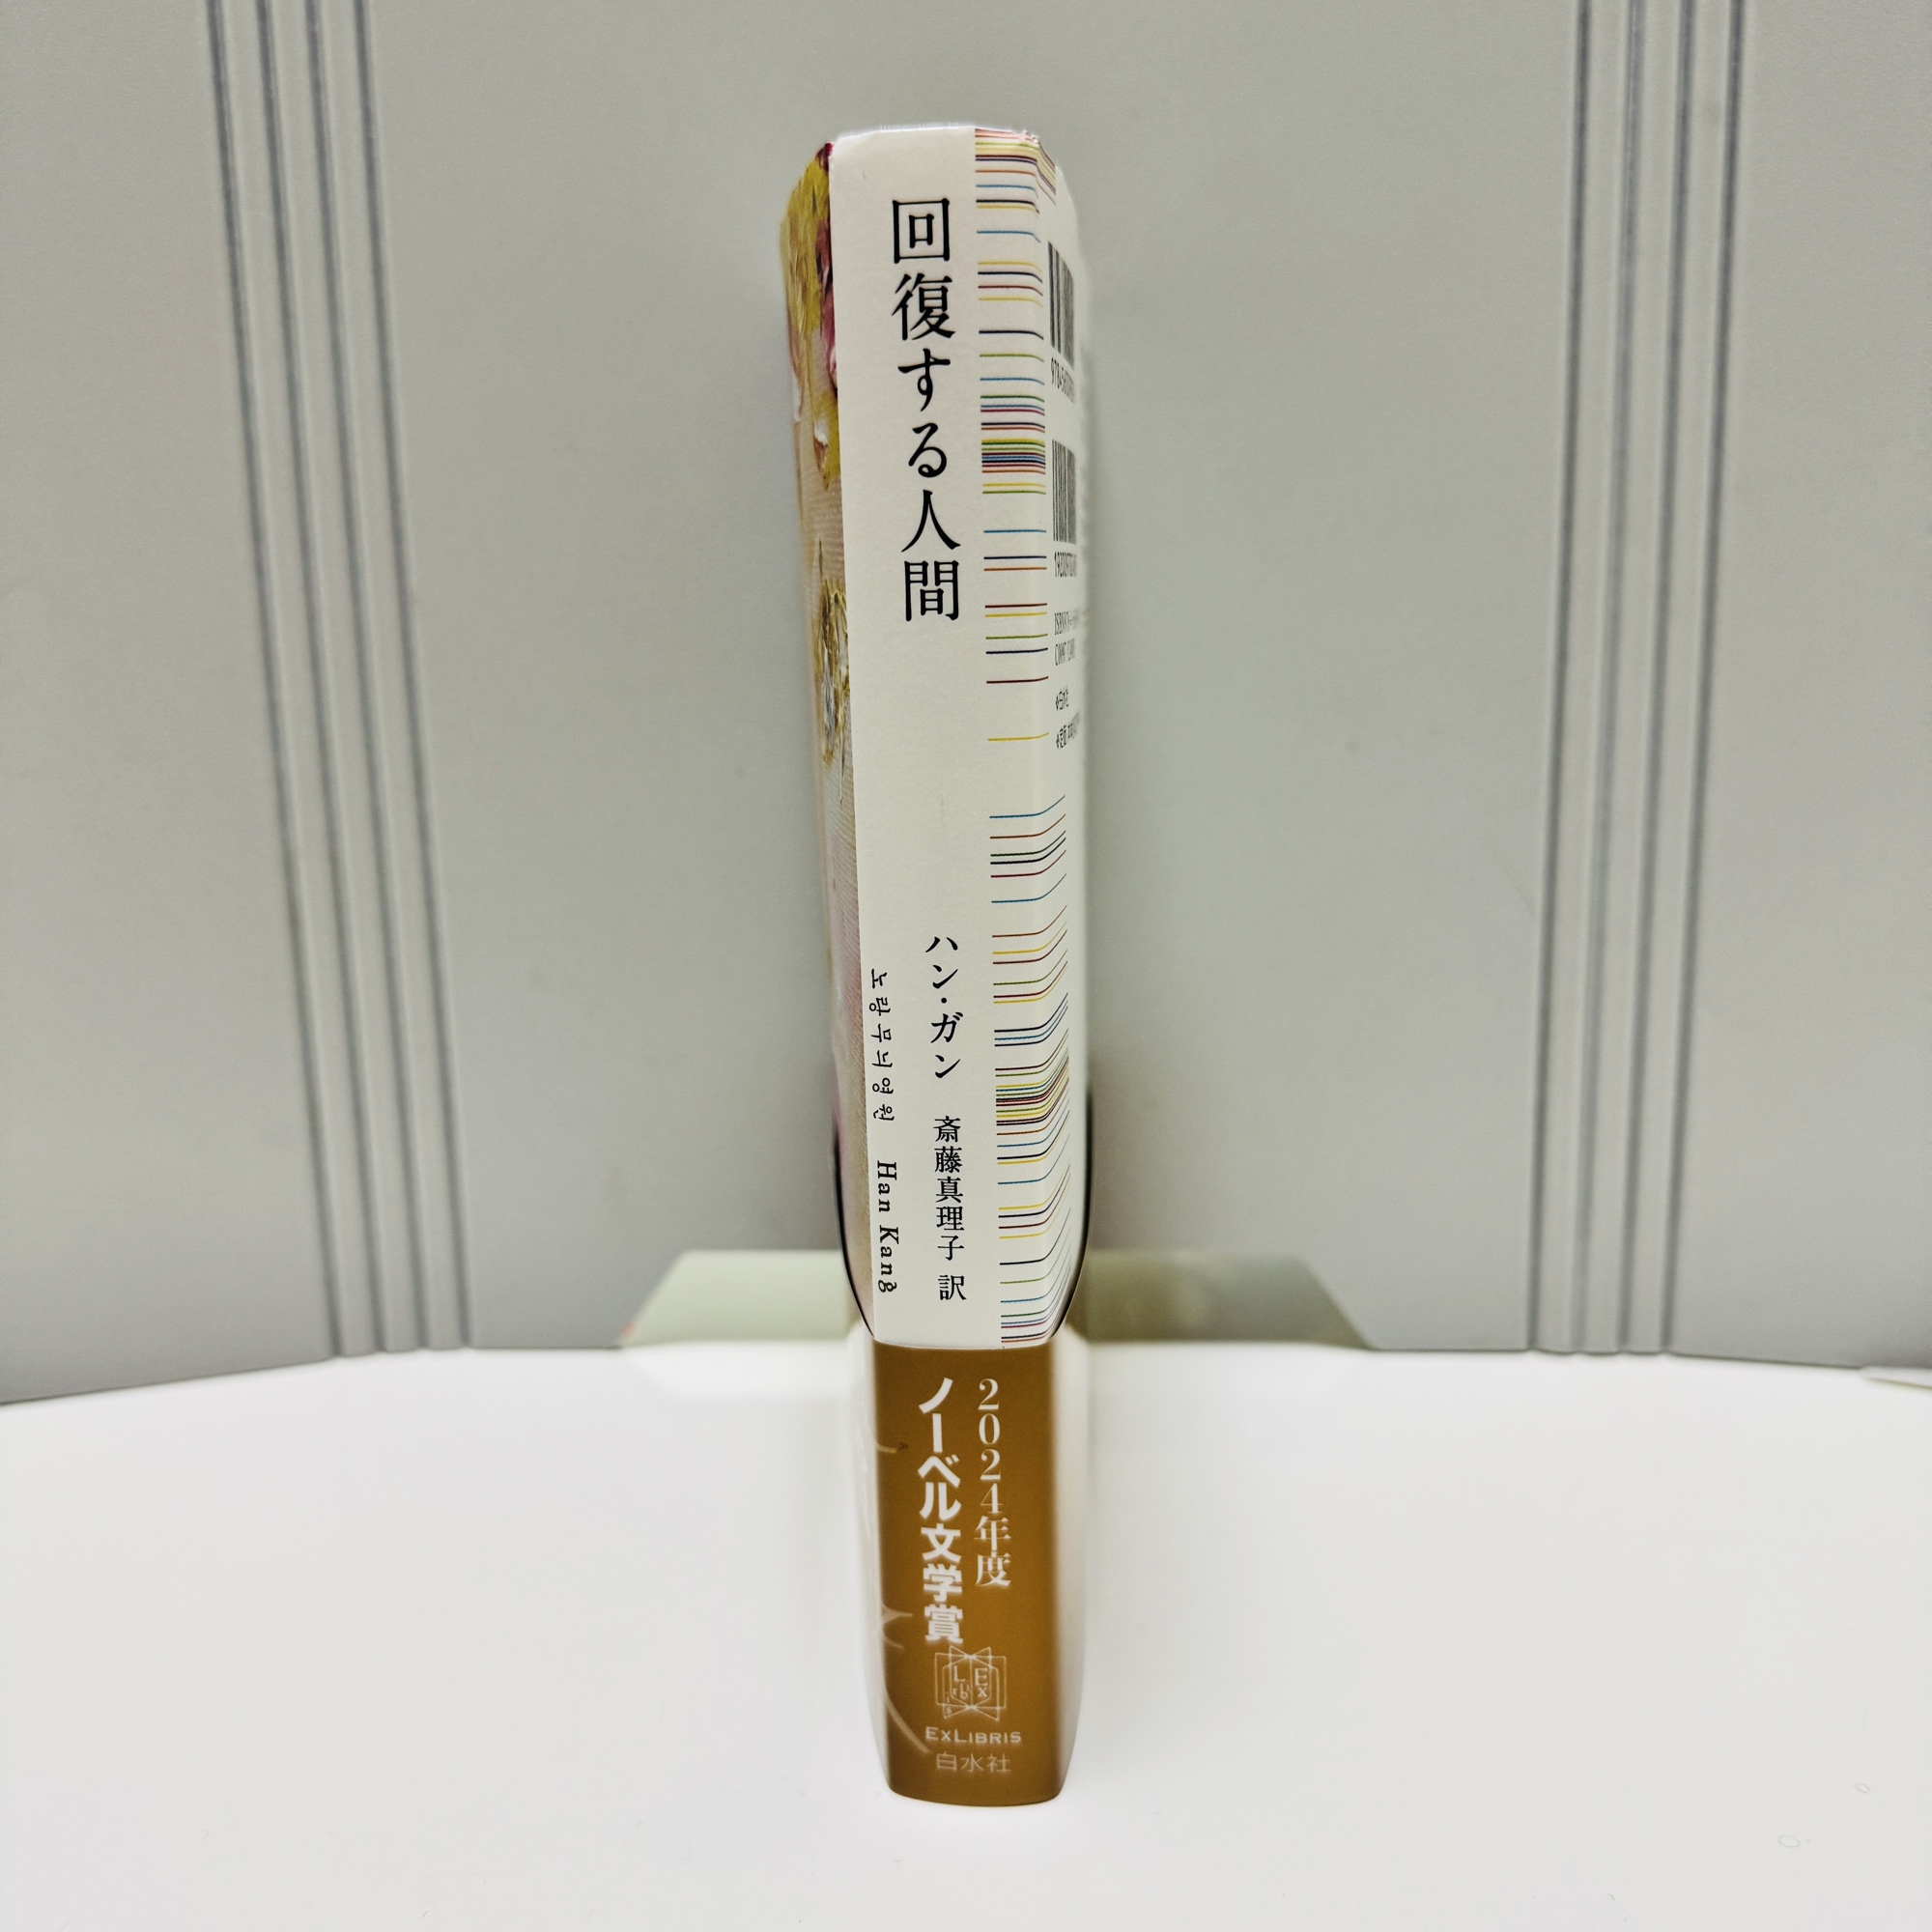 回復する人間
ハン・ガン 斎藤真理子 訳
노랑무늬영원 Han Kang
2024年度
ノーベル文学賞
EXLIBRIS
白水社